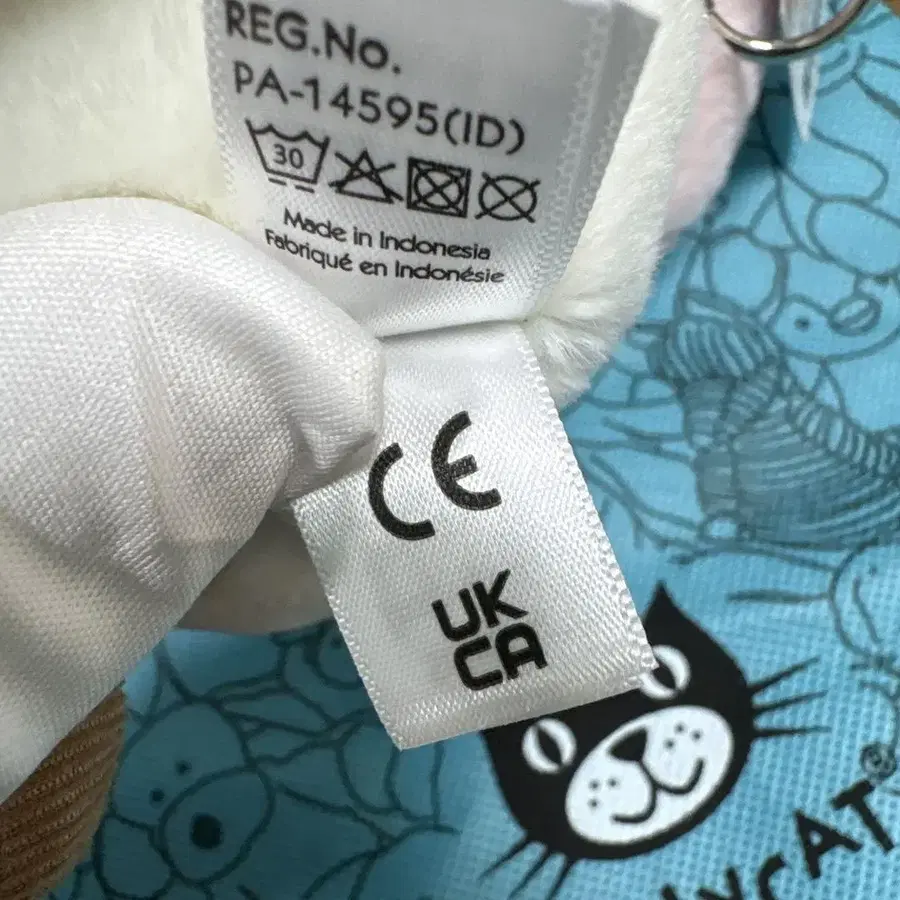 REG.No.
PA-14595(ID)
30
Made in Indonesia
Fabriqué en Indonésie
CE
UK
CA